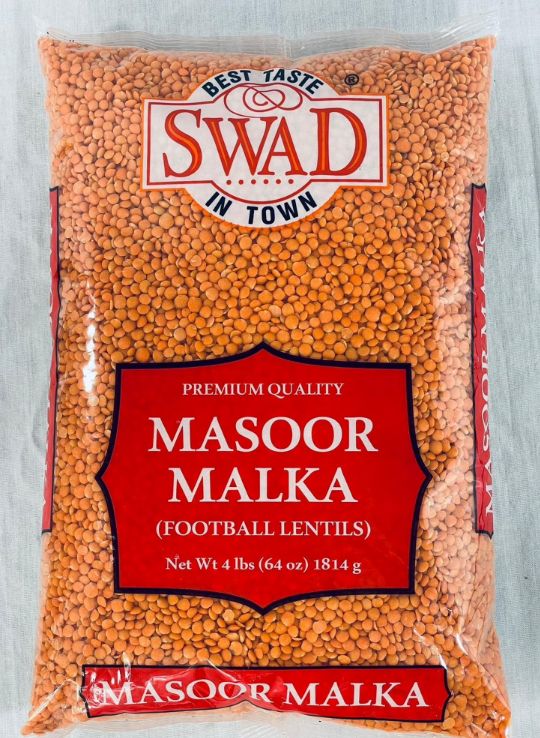 BEST TASTE
®
SWAD
IN TOWN
PREMIUM QUALITY
MASOOR
MALKA
(FOOTBALL LENTILS)
Net Wt 4 lbs (64 oz) 1814 g
MASOOR MALKA
MASOOR MALKA